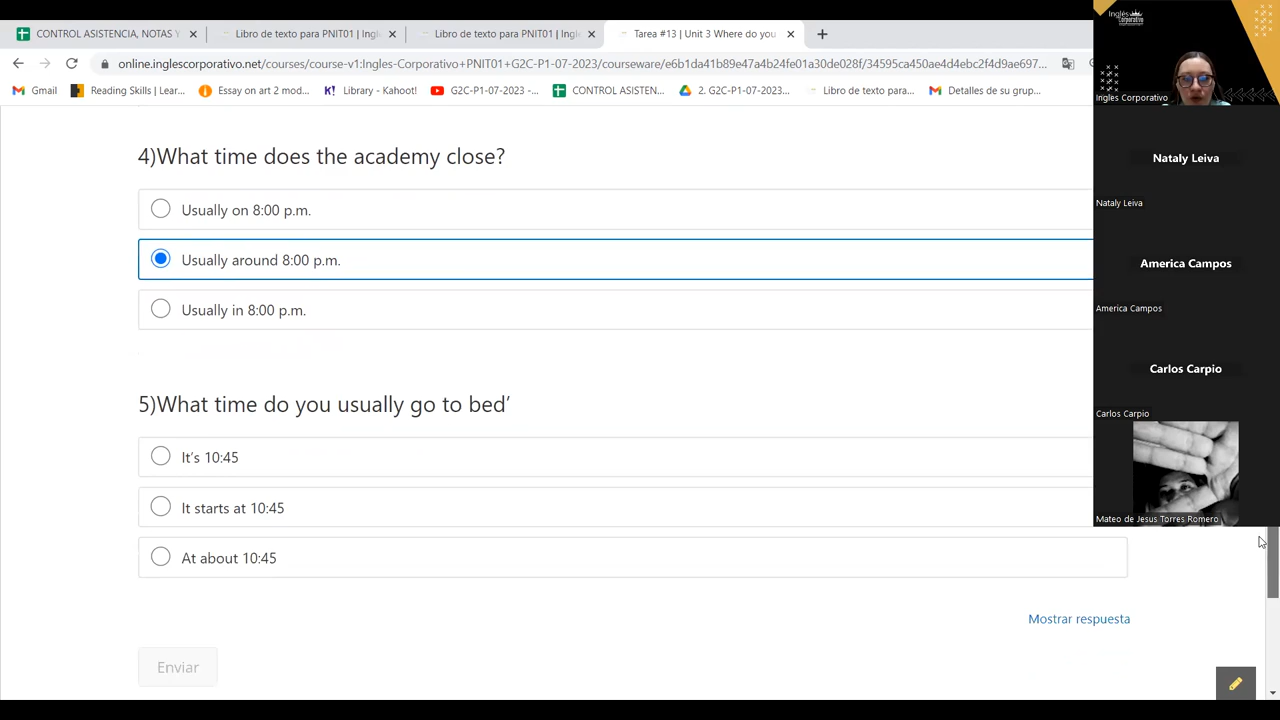 CONTROL ASISTENCIA, NOTAS Y
Libro de texto para PNIT01 | Ingl
Libro de texto para PNIT01 | Ingl
Tarea #13 | Unit 3 Where do you
online.inglescorporativo.net/courses/course-v1:Ingles-Corporativo+PNIT01+G2C-P1-07-2023/courseware/e6b1da41b89e47a4b24fe01a30de028f/34595ca450ae4d4ebc2f4d9ae697...
Gmail
Reading Skills | Lear...
Essay on art 2 mod...
Library - Kahoot!
G2C-P1-07-2023 -...
CONTROL ASISTEN...
2. G2C-P1-07-2023...
Libro de texto para...
Detalles de su grup...
Inglés
Corporativo
Ingles Corporativo
Nataly Leiva
Nataly Leiva
America Campos
America Campos
Carlos Carpio
Carlos Carpio
Mateo de Jesus Torres Romero
4)What time does the academy close?
Usually on 8:00 p.m.
Usually around 8:00 p.m.
Usually in 8:00 p.m.
5)What time do you usually go to bed’
It’s 10:45
It starts at 10:45
At about 10:45
Mostrar respuesta
Enviar